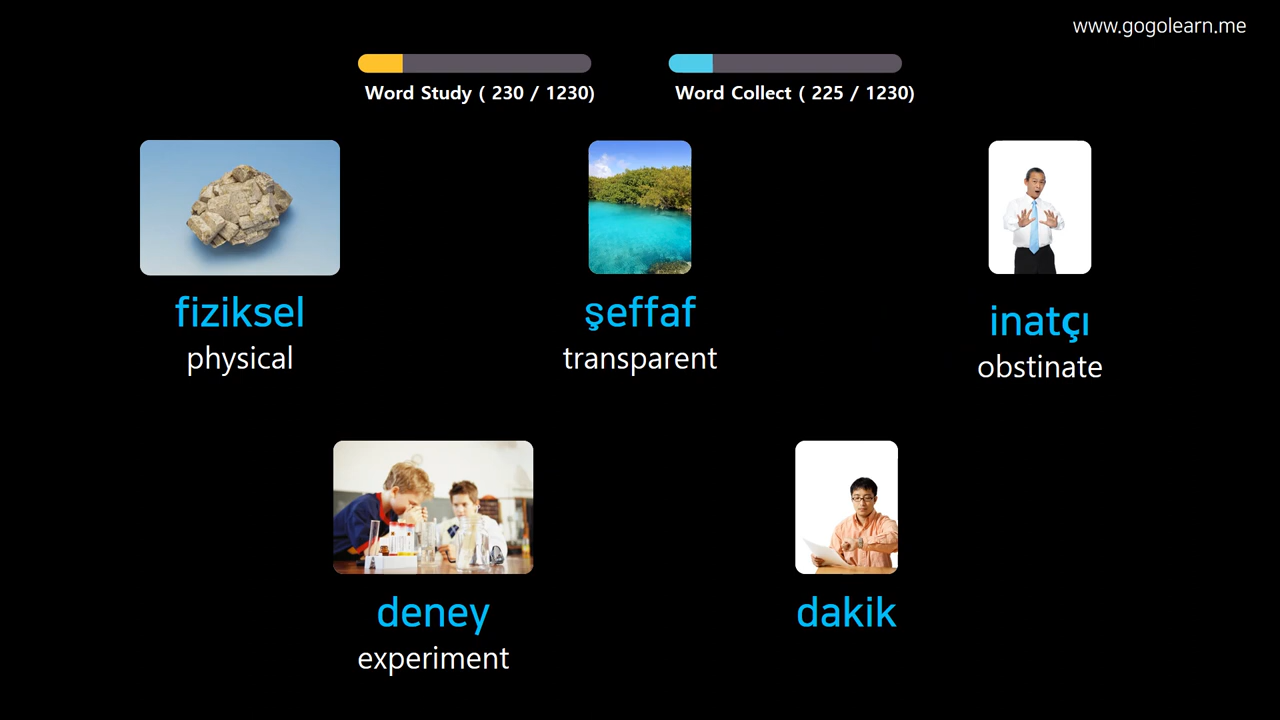 www.gogolearn.me
Word Study ( 230 / 1230)
Word Collect ( 225 / 1230)
fiziksel
physical
şeffaf
transparent
inatçı
obstinate
deney
experiment
dakik